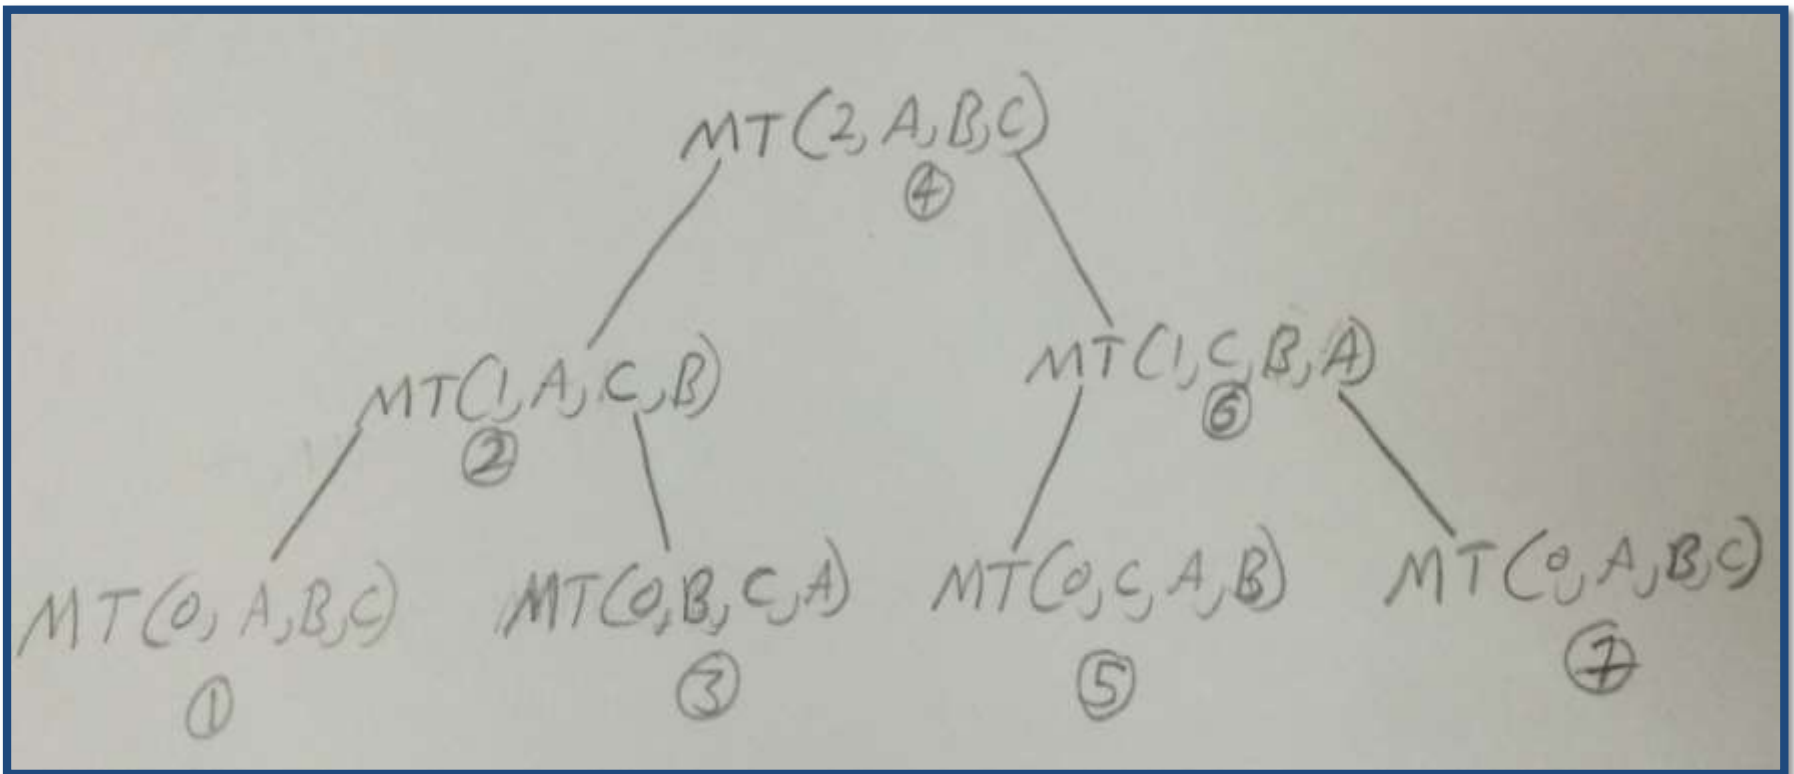 MT(2, A, B, C)
④
MT(1, A, C, B)
②
MT(1, C, B, A)
⑥
MT(0, A, B, C)
①
MT(0, B, C, A)
③
MT(0, C, A, B)
⑤
MT(0, A, B, C)
⑦